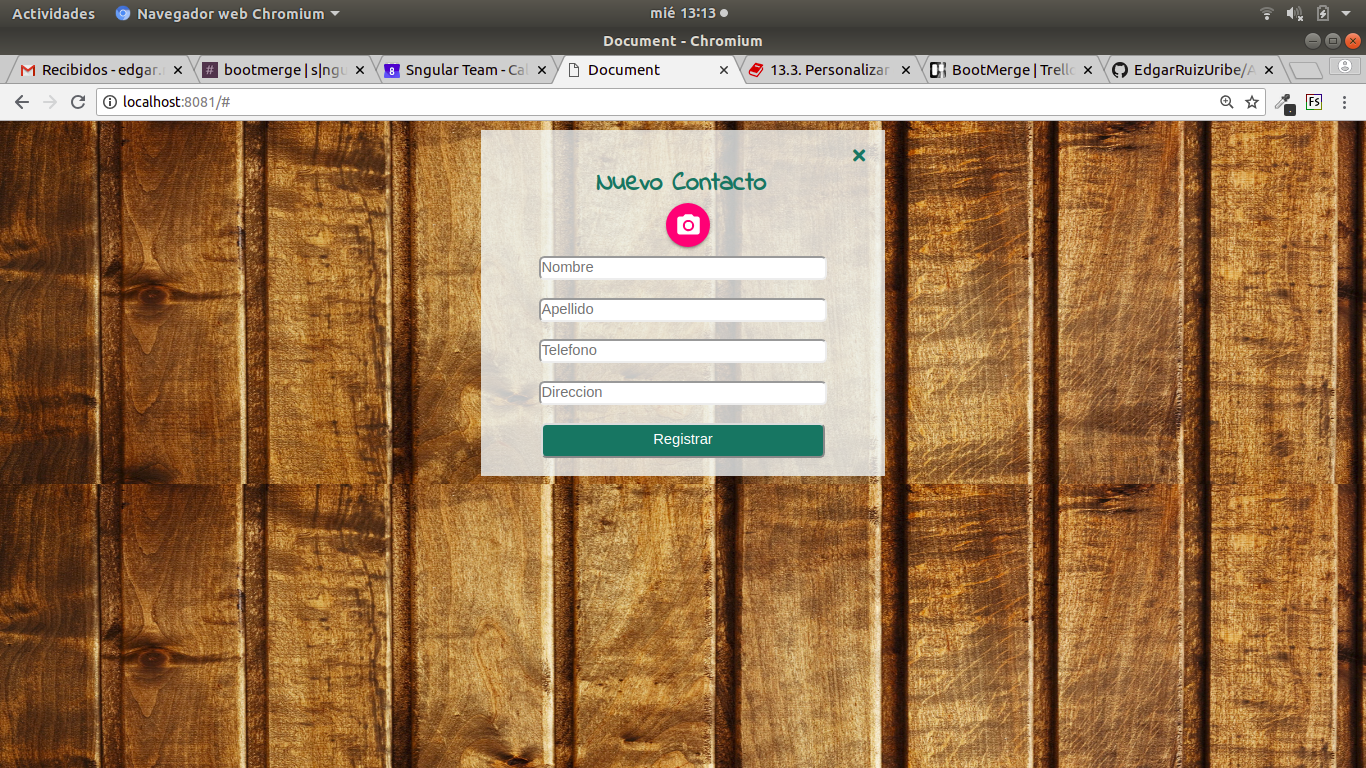 Actividades Navegador web Chromium mié 13:13
Document - Chromium
Recibidos - edgar. bootmerge | s|ngu Sngular Team - Cal Document 13.3. Personalizar BootMerge | Trello EdgarRuizUribe/A
localhost:8081/# FS
Nuevo Contacto
Nombre
Apellido
Telefono
Direccion
Registrar